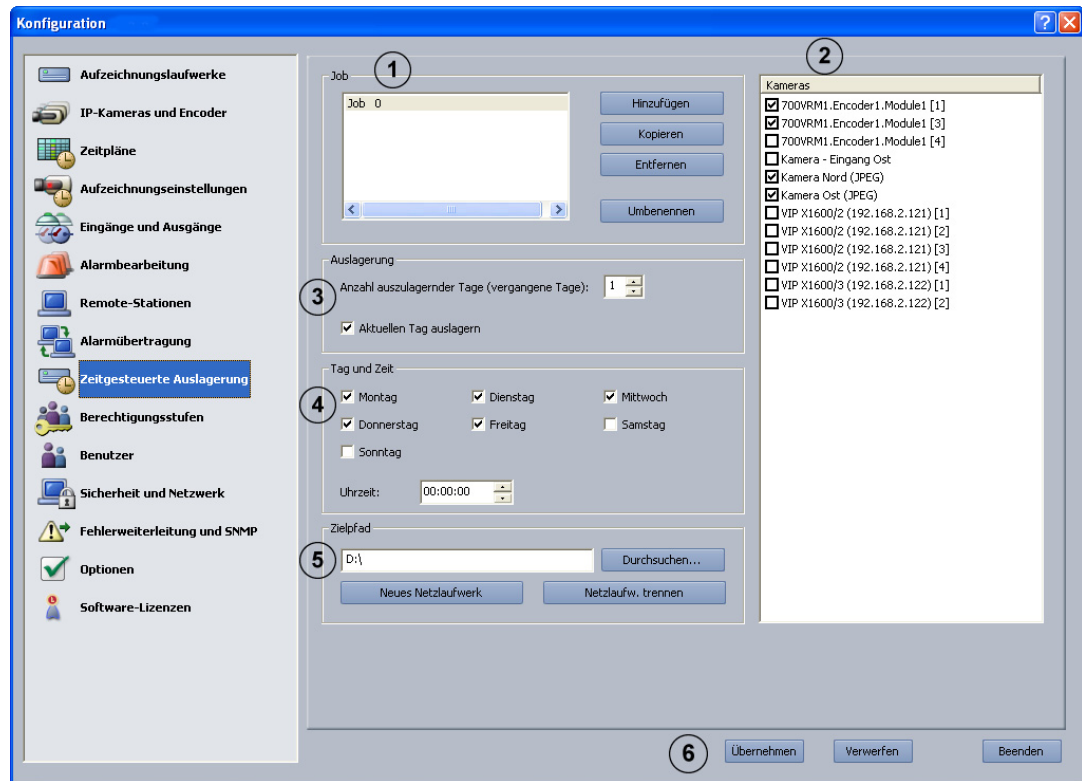 Konfiguration
Aufzeichnungslaufwerke
IP-Kameras und Encoder
Zeitpläne
Aufzeichnungseinstellungen
Eingänge und Ausgänge
Alarmbearbeitung
Remote-Stationen
Alarmübertragung
Zeitgesteuerte Auslagerung
Berechtigungsstufen
Benutzer
Sicherheit und Netzwerk
Fehlerweiterleitung und SNMP
Optionen
Software-Lizenzen
1
Job
Job 0
Hinzufügen
Kopieren
Entfernen
Umbenennen
Auslagerung
3
Anzahl auszulagernder Tage (vergangene Tage): 1
Aktuellen Tag auslagern
Tag und Zeit
4
Montag Dienstag Mittwoch
Donnerstag Freitag Samstag
Sonntag
Uhrzeit: 00:00:00
Zielpfad
5
D:\ Durchsuchen...
Neues Netzlaufwerk Netzlaufw. trennen
2
Kameras
700VRM1.Encoder1.Module1 [1]
700VRM1.Encoder1.Module1 [3]
700VRM1.Encoder1.Module1 [4]
Kamera - Eingang Ost
Kamera Nord (JPEG)
Kamera Ost (JPEG)
VIP X1600/2 (192.168.2.121) [1]
VIP X1600/2 (192.168.2.121) [2]
VIP X1600/2 (192.168.2.121) [3]
VIP X1600/2 (192.168.2.121) [4]
VIP X1600/3 (192.168.2.122) [1]
VIP X1600/3 (192.168.2.122) [2]
6
Übernehmen Verwerfen Beenden